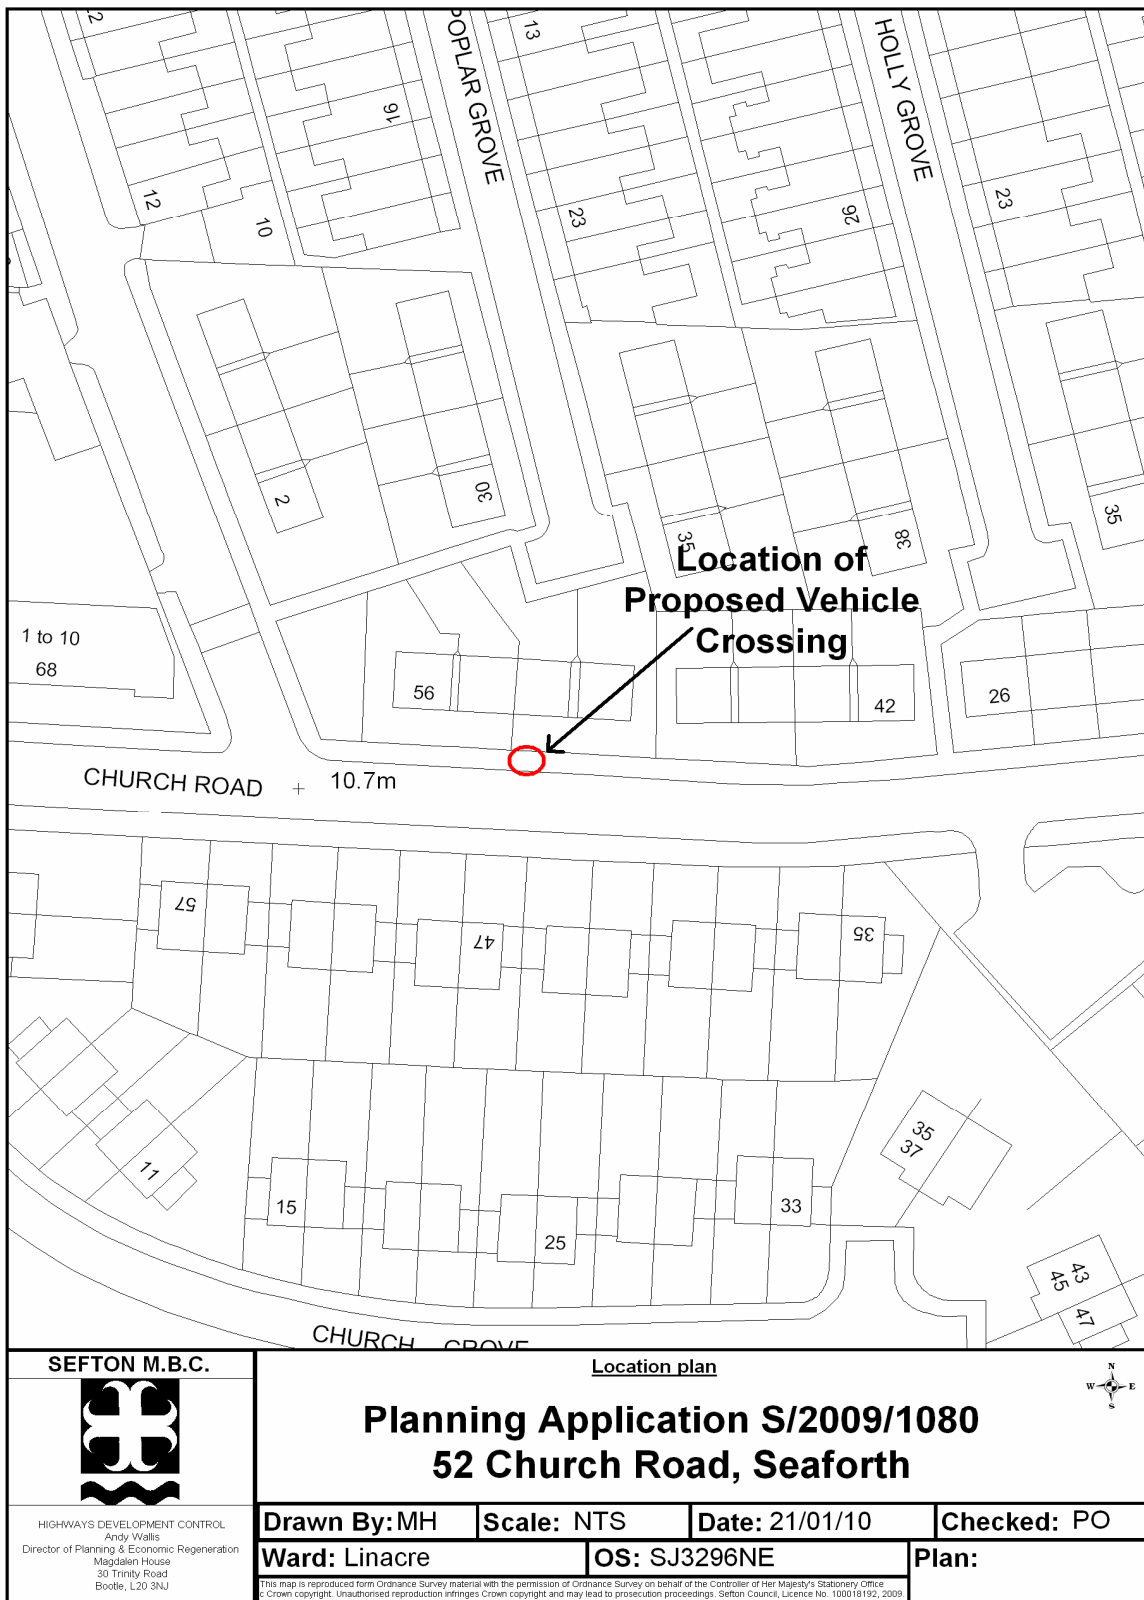 22
POPLAR GROVE
13
HOLLY GROVE
16
12
10
23
26
23
2
30
35
38
35
Location of
Proposed Vehicle
Crossing
1 to 10
68
56
42
26
CHURCH ROAD
10.7m
57
47
35
11
15
25
33
35
37
43
45
47
CHURCH GROVE
SEFTON M.B.C.
HIGHWAYS DEVELOPMENT CONTROL
Andy Wallis
Director of Planning & Economic Regeneration
Magdalen House
30 Trinity Road
Bootle, L20 3NJ
Location plan
N
W E
S
Planning Application S/2009/1080
52 Church Road, Seaforth
Drawn By: MH
Scale: NTS
Date: 21/01/10
Checked: PO
Ward: Linacre
OS: SJ3296NE
Plan:
This map is reproduced form Ordnance Survey material with the permission of Ordnance Survey on behalf of the Controller of Her Majesty's Stationery Office
c Crown copyright. Unauthorised reproduction infringes Crown copyright and may lead to prosecution proceedings. Sefton Council, Licence No. 100018192, 2009.